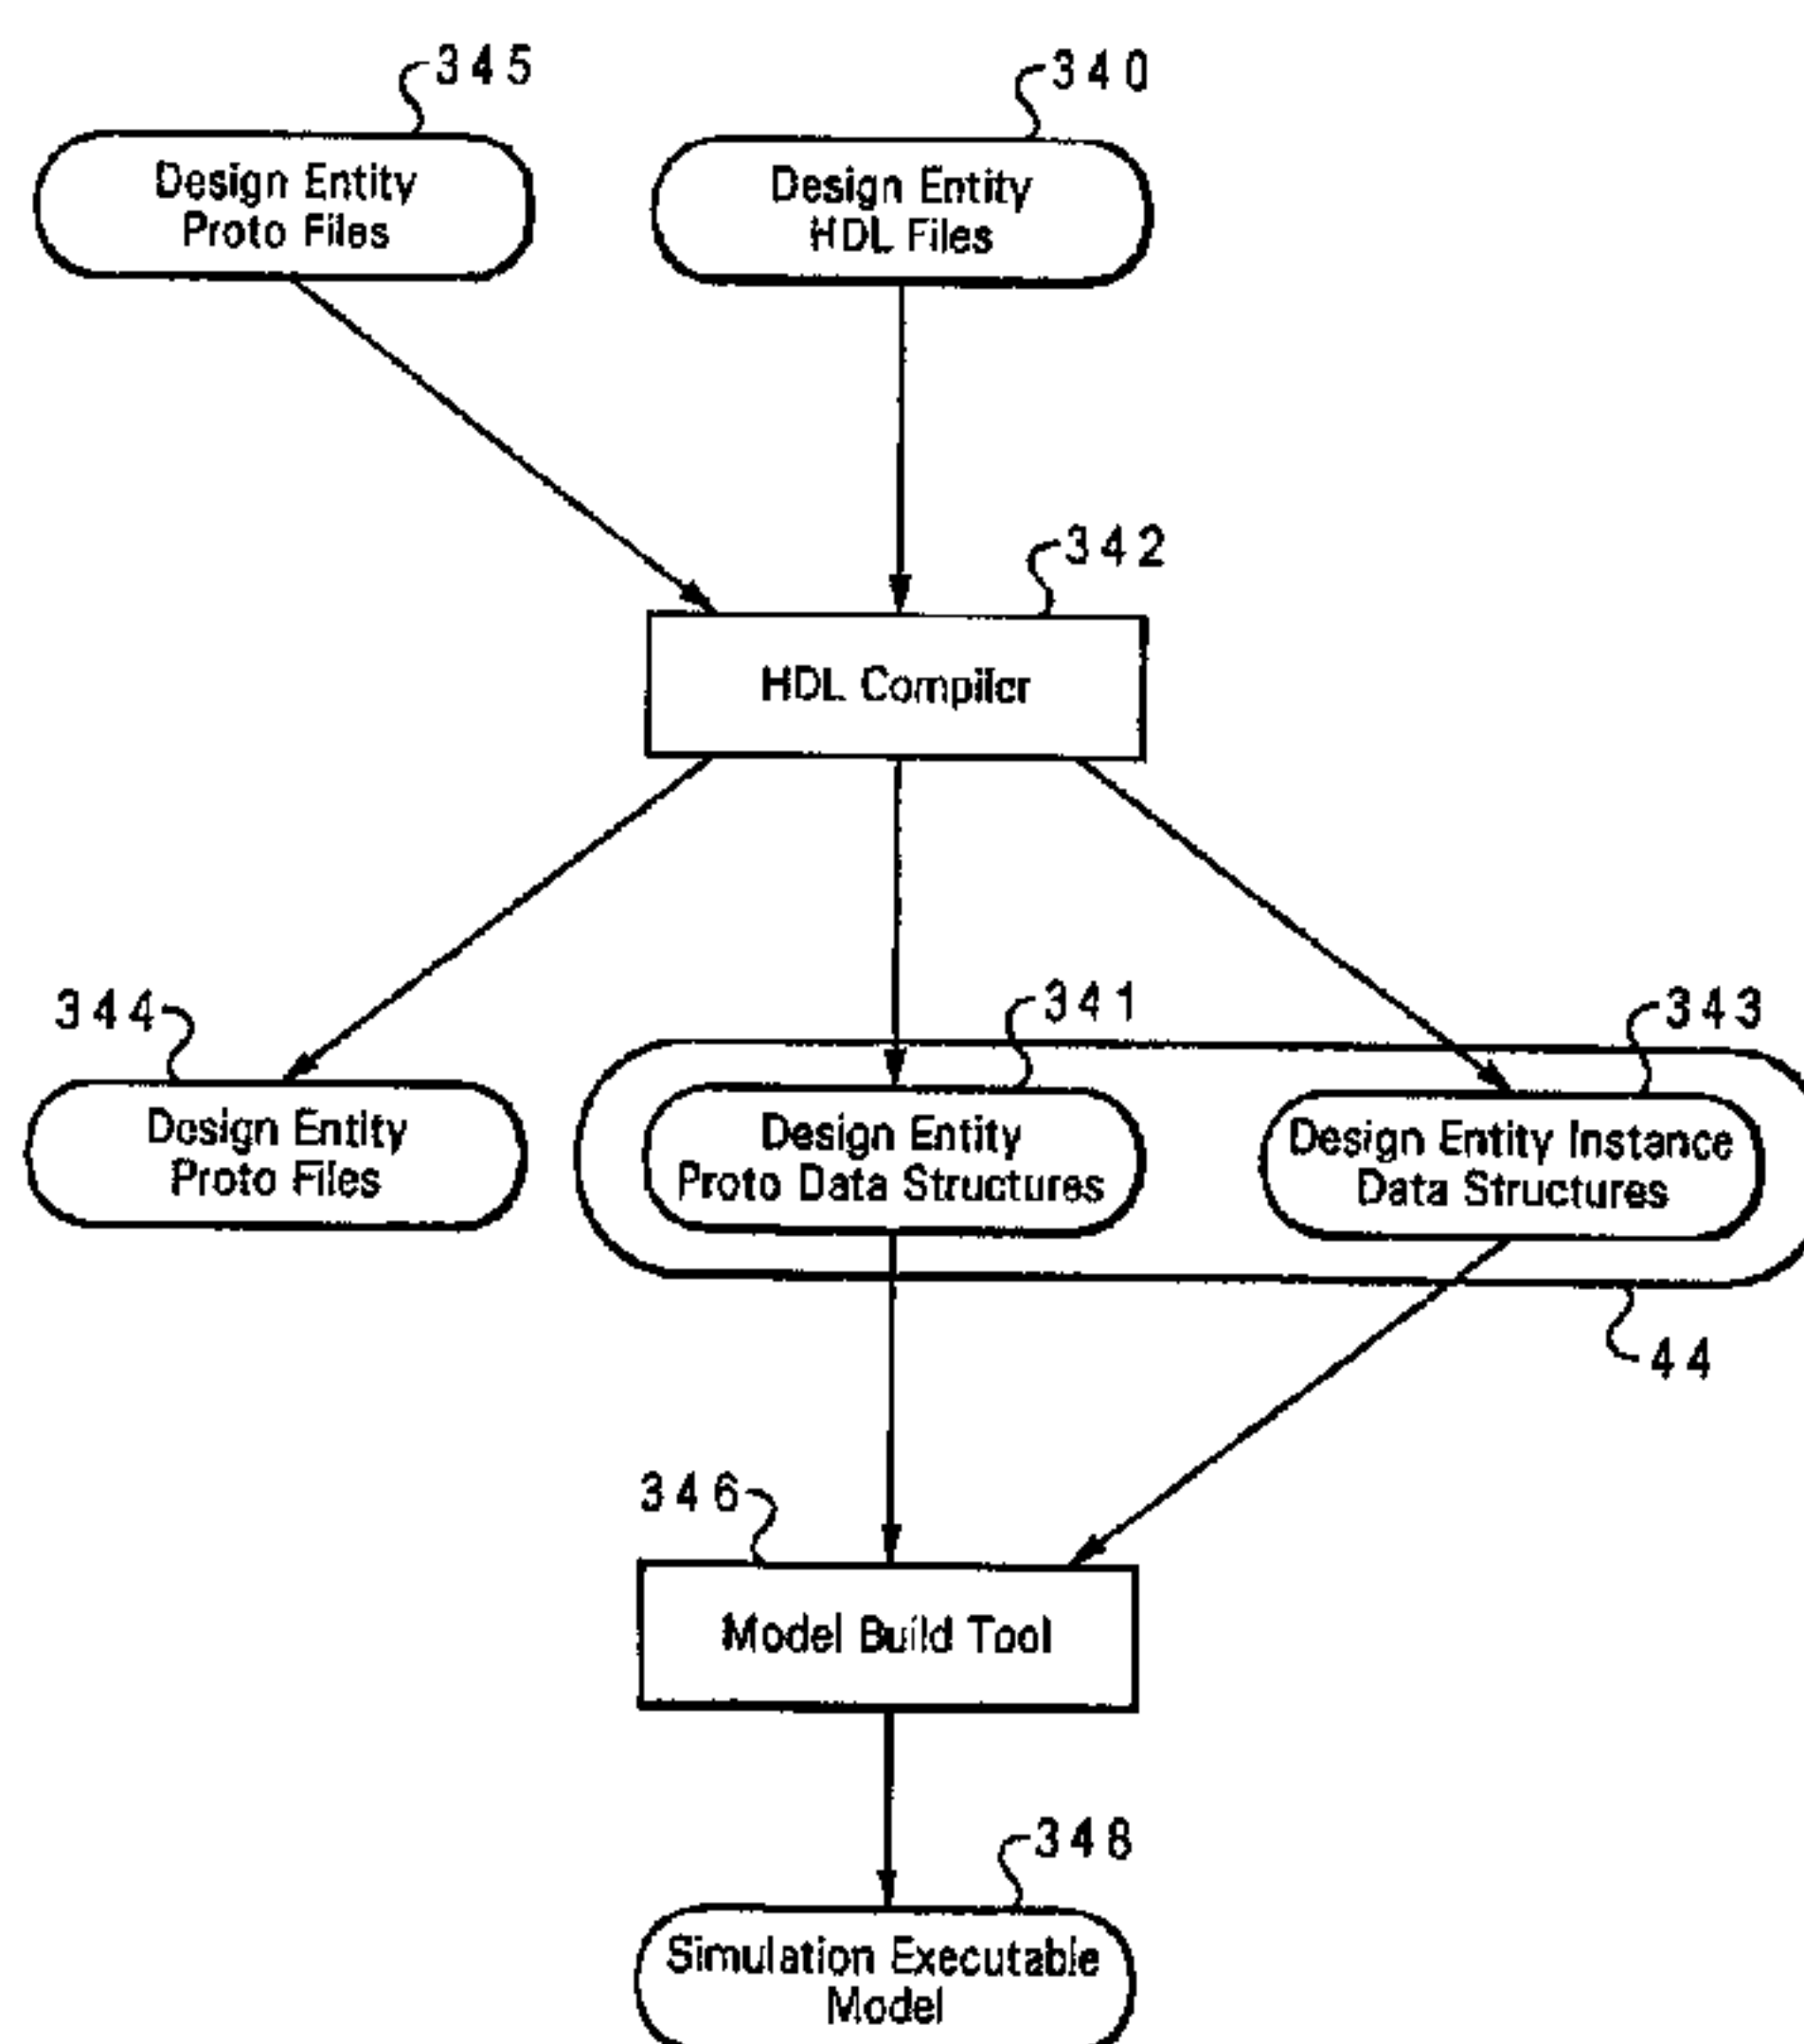 345
340
Design Entity
Proto Files
Design Entity
HDL Files
342
HDL Compiler
344
341
343
Design Entity
Proto Files
Design Entity
Proto Data Structures
Design Entity Instance
Data Structures
44
346
Model Build Tool
348
Simulation Executable
Model